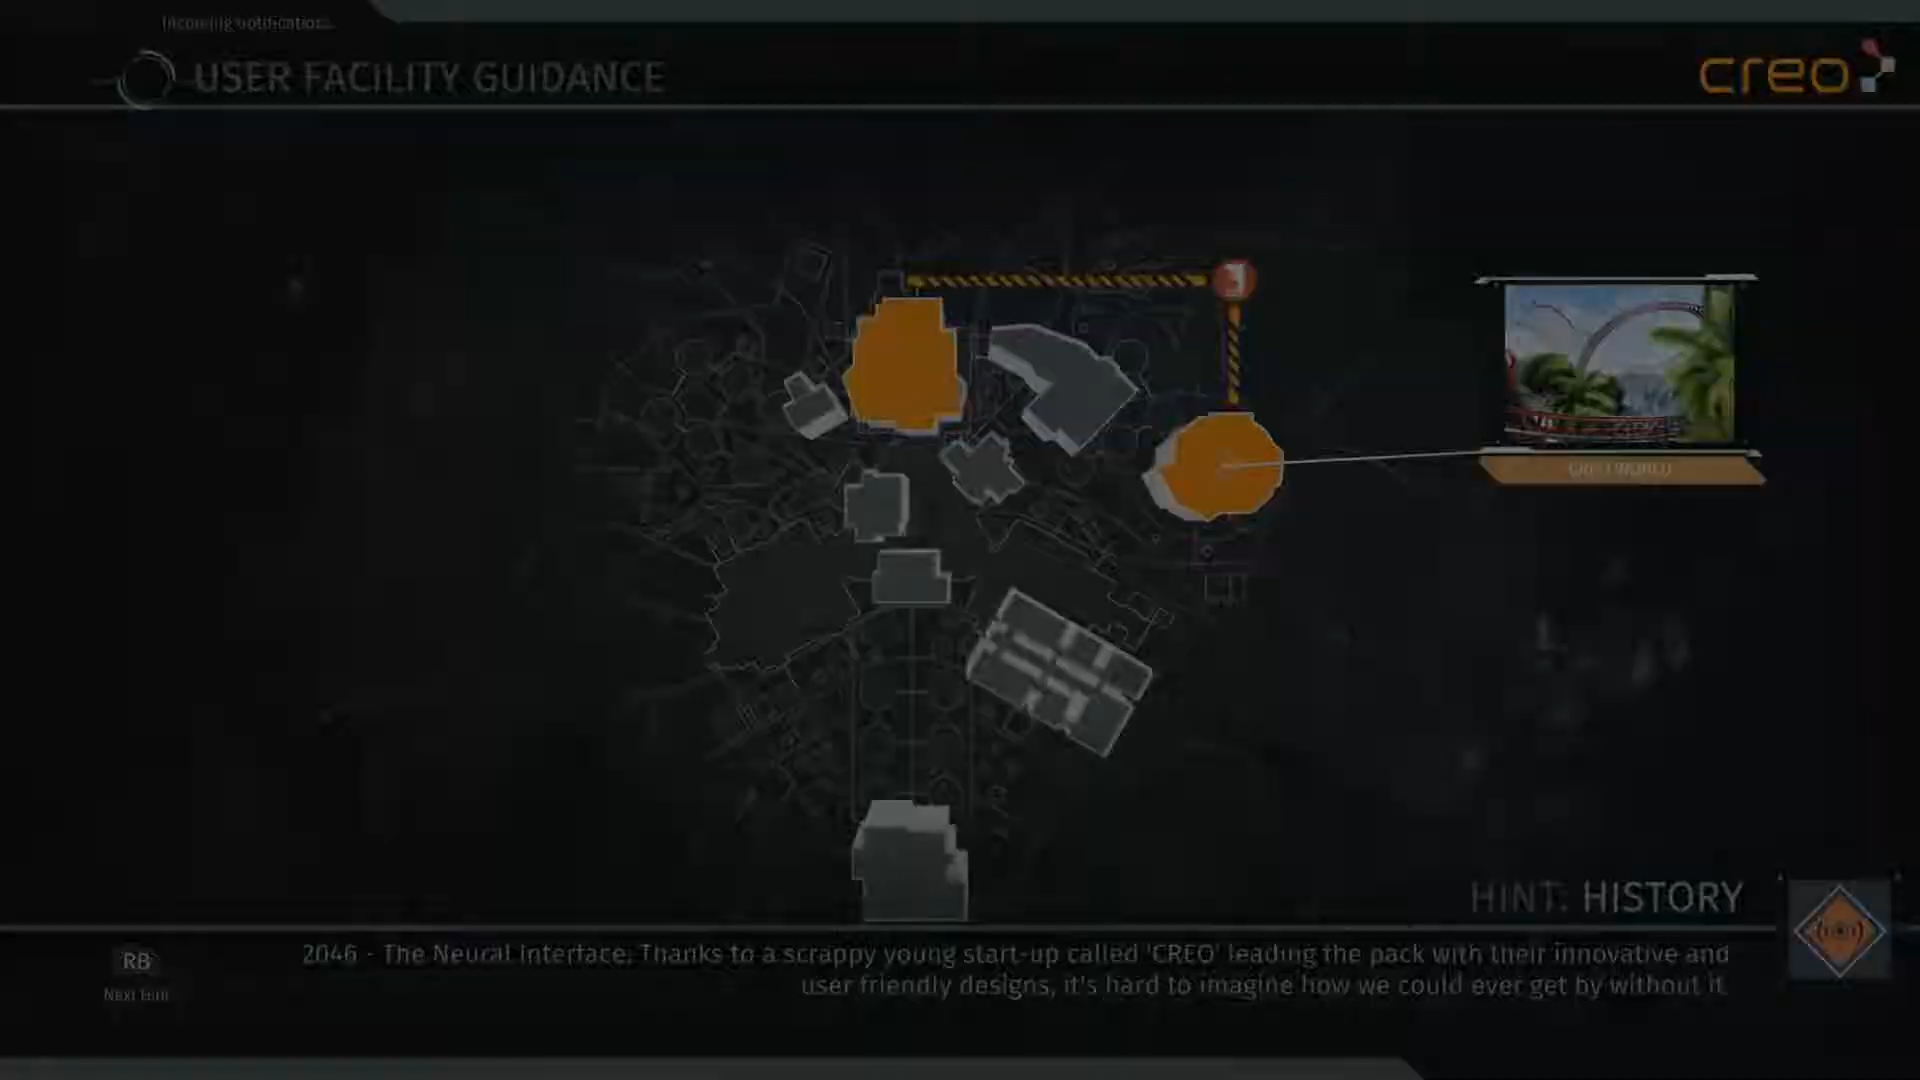 Incoming notification...
USER FACILITY GUIDANCE
creo
HINT: HISTORY
RB
Next Hint
2046 - The Neural Interface: Thanks to a scrappy young start-up called 'CREO' leading the pack with their innovative and
user friendly designs, it's hard to imagine how we could ever get by without it.